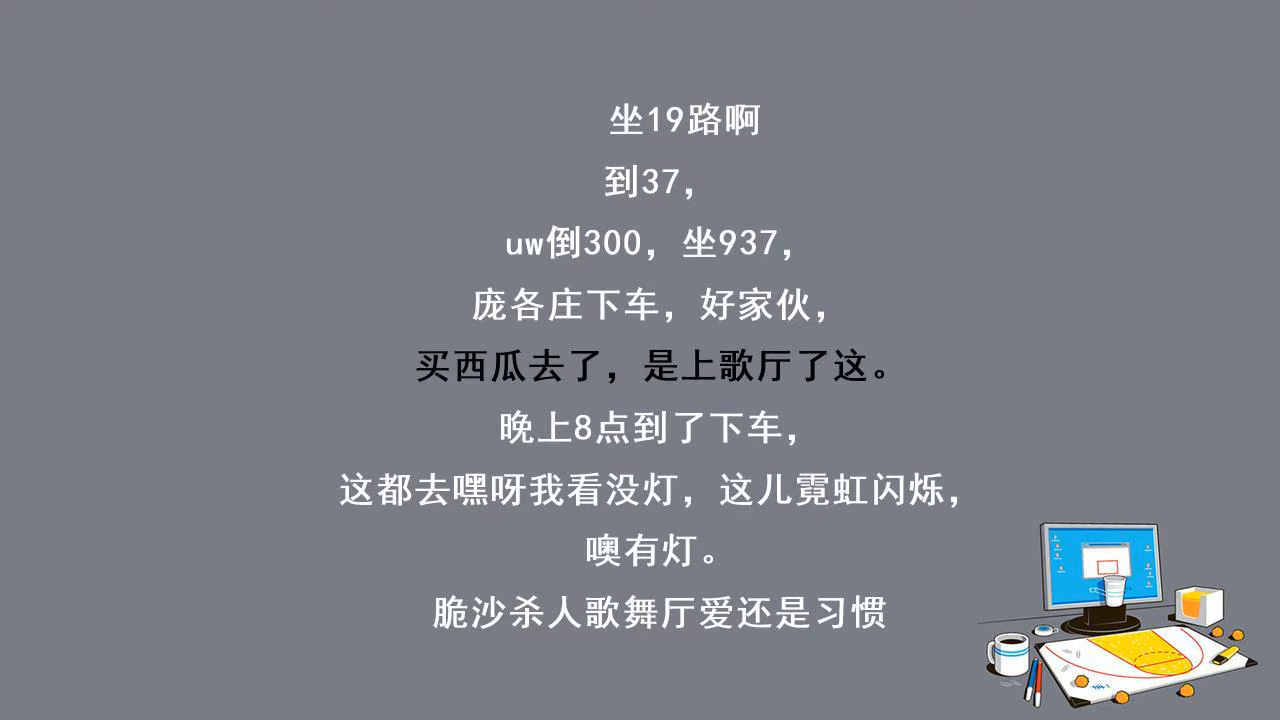 坐19路啊
到37，
uw倒300，坐937，
庞各庄下车，好家伙，
买西瓜去了，是上歌厅了这。
晚上8点到了下车，
这都去嘿呀我看没灯，这儿霓虹闪烁，
噢有灯。
脆沙杀人歌舞厅爱还是习惯